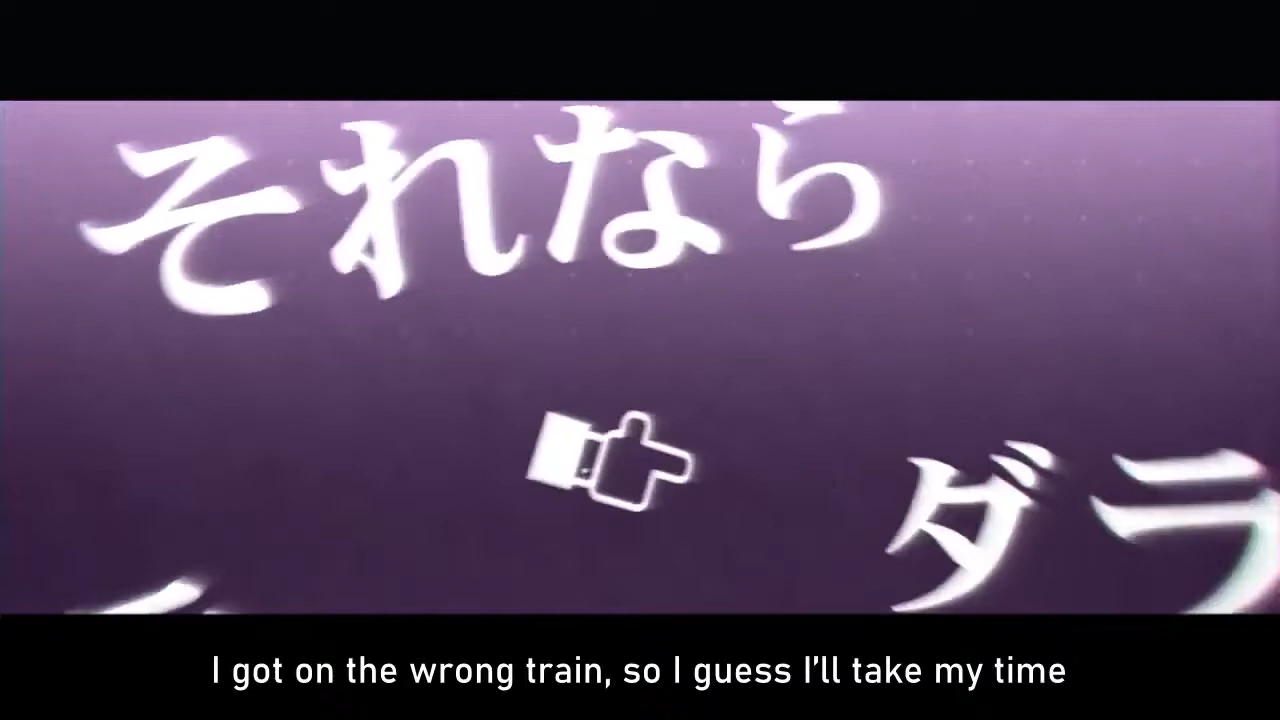 それなら
ダラ
I got on the wrong train, so I guess I’ll take my time